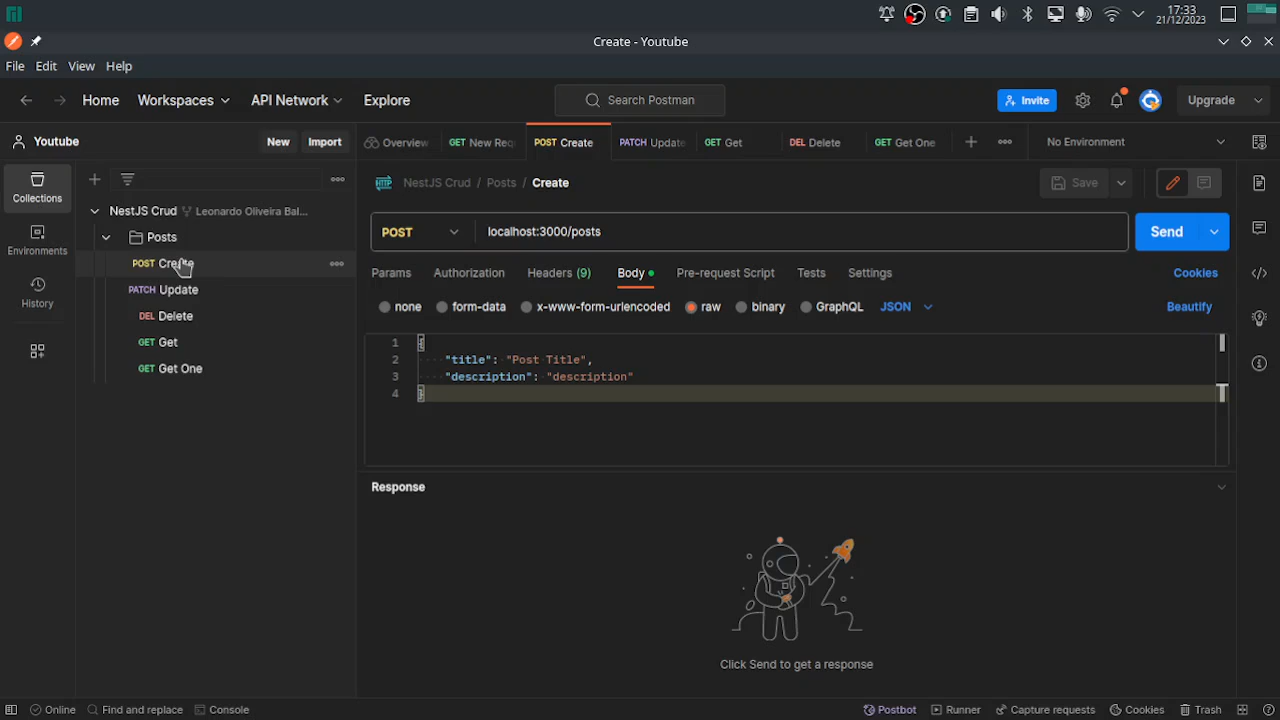 17:33
21/12/2023
Create - Youtube
File Edit View Help
Home Workspaces API Network Explore Search Postman Invite Upgrade
Youtube New Import Overview GET New Req POST Create PATCH Update GET Get DEL Delete GET Get One No Environment
NestJS Crud / Posts / Create Save
Collections
NestJS Crud Leonardo Oliveira Bal...
Posts
POST Create
PATCH Update
DEL Delete
GET Get
GET Get One
Environments
History
POST localhost:3000/posts Send
Params Authorization Headers (9) Body Pre-request Script Tests Settings Cookies
none form-data x-www-form-urlencoded raw binary GraphQL JSON Beautify
1 {
2 "title": "Post Title",
3 "description": "description"
4 }
Response
Click Send to get a response
Online Find and replace Console Postbot Runner Capture requests Cookies Trash